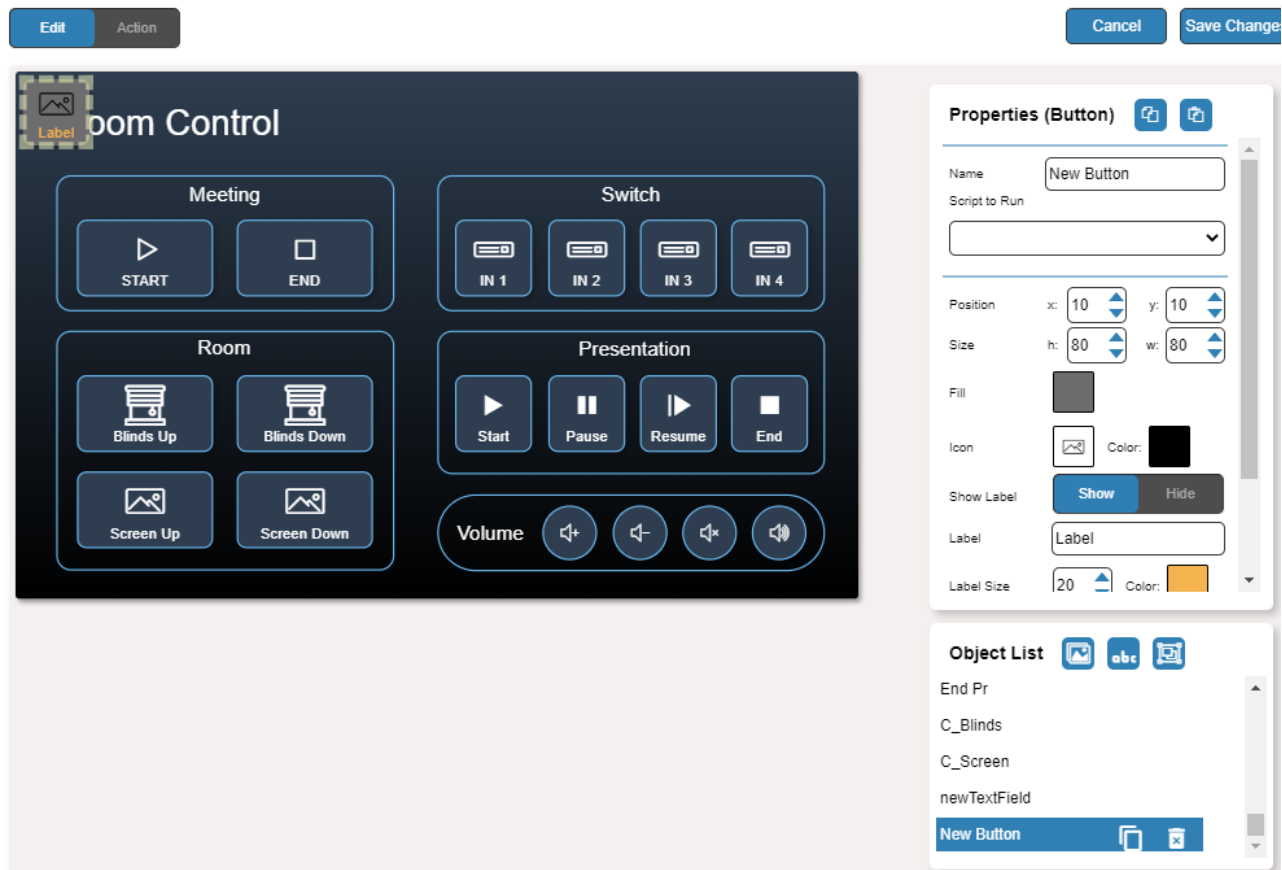 Edit Action Cancel Save Changes
Label
oom Control
Meeting
START END
Switch
IN 1 IN 2 IN 3 IN 4
Room
Blinds Up Blinds Down
Screen Up Screen Down
Presentation
Start Pause Resume End
Volume
Properties (Button)
Name New Button
Script to Run
Position x: 10 y: 10
Size h: 80 w: 80
Fill
Icon Color:
Show Label Show Hide
Label Label
Label Size 20 Color:
Object List abc
End Pr
C_Blinds
C_Screen
newTextField
New Button